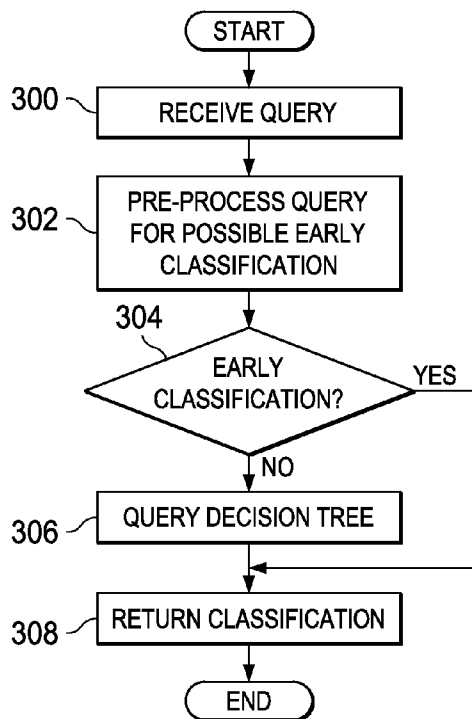 START
300
RECEIVE QUERY
302
PRE-PROCESS QUERY
FOR POSSIBLE EARLY
CLASSIFICATION
304
EARLY
CLASSIFICATION?
YES
NO
306
QUERY DECISION TREE
308
RETURN CLASSIFICATION
END